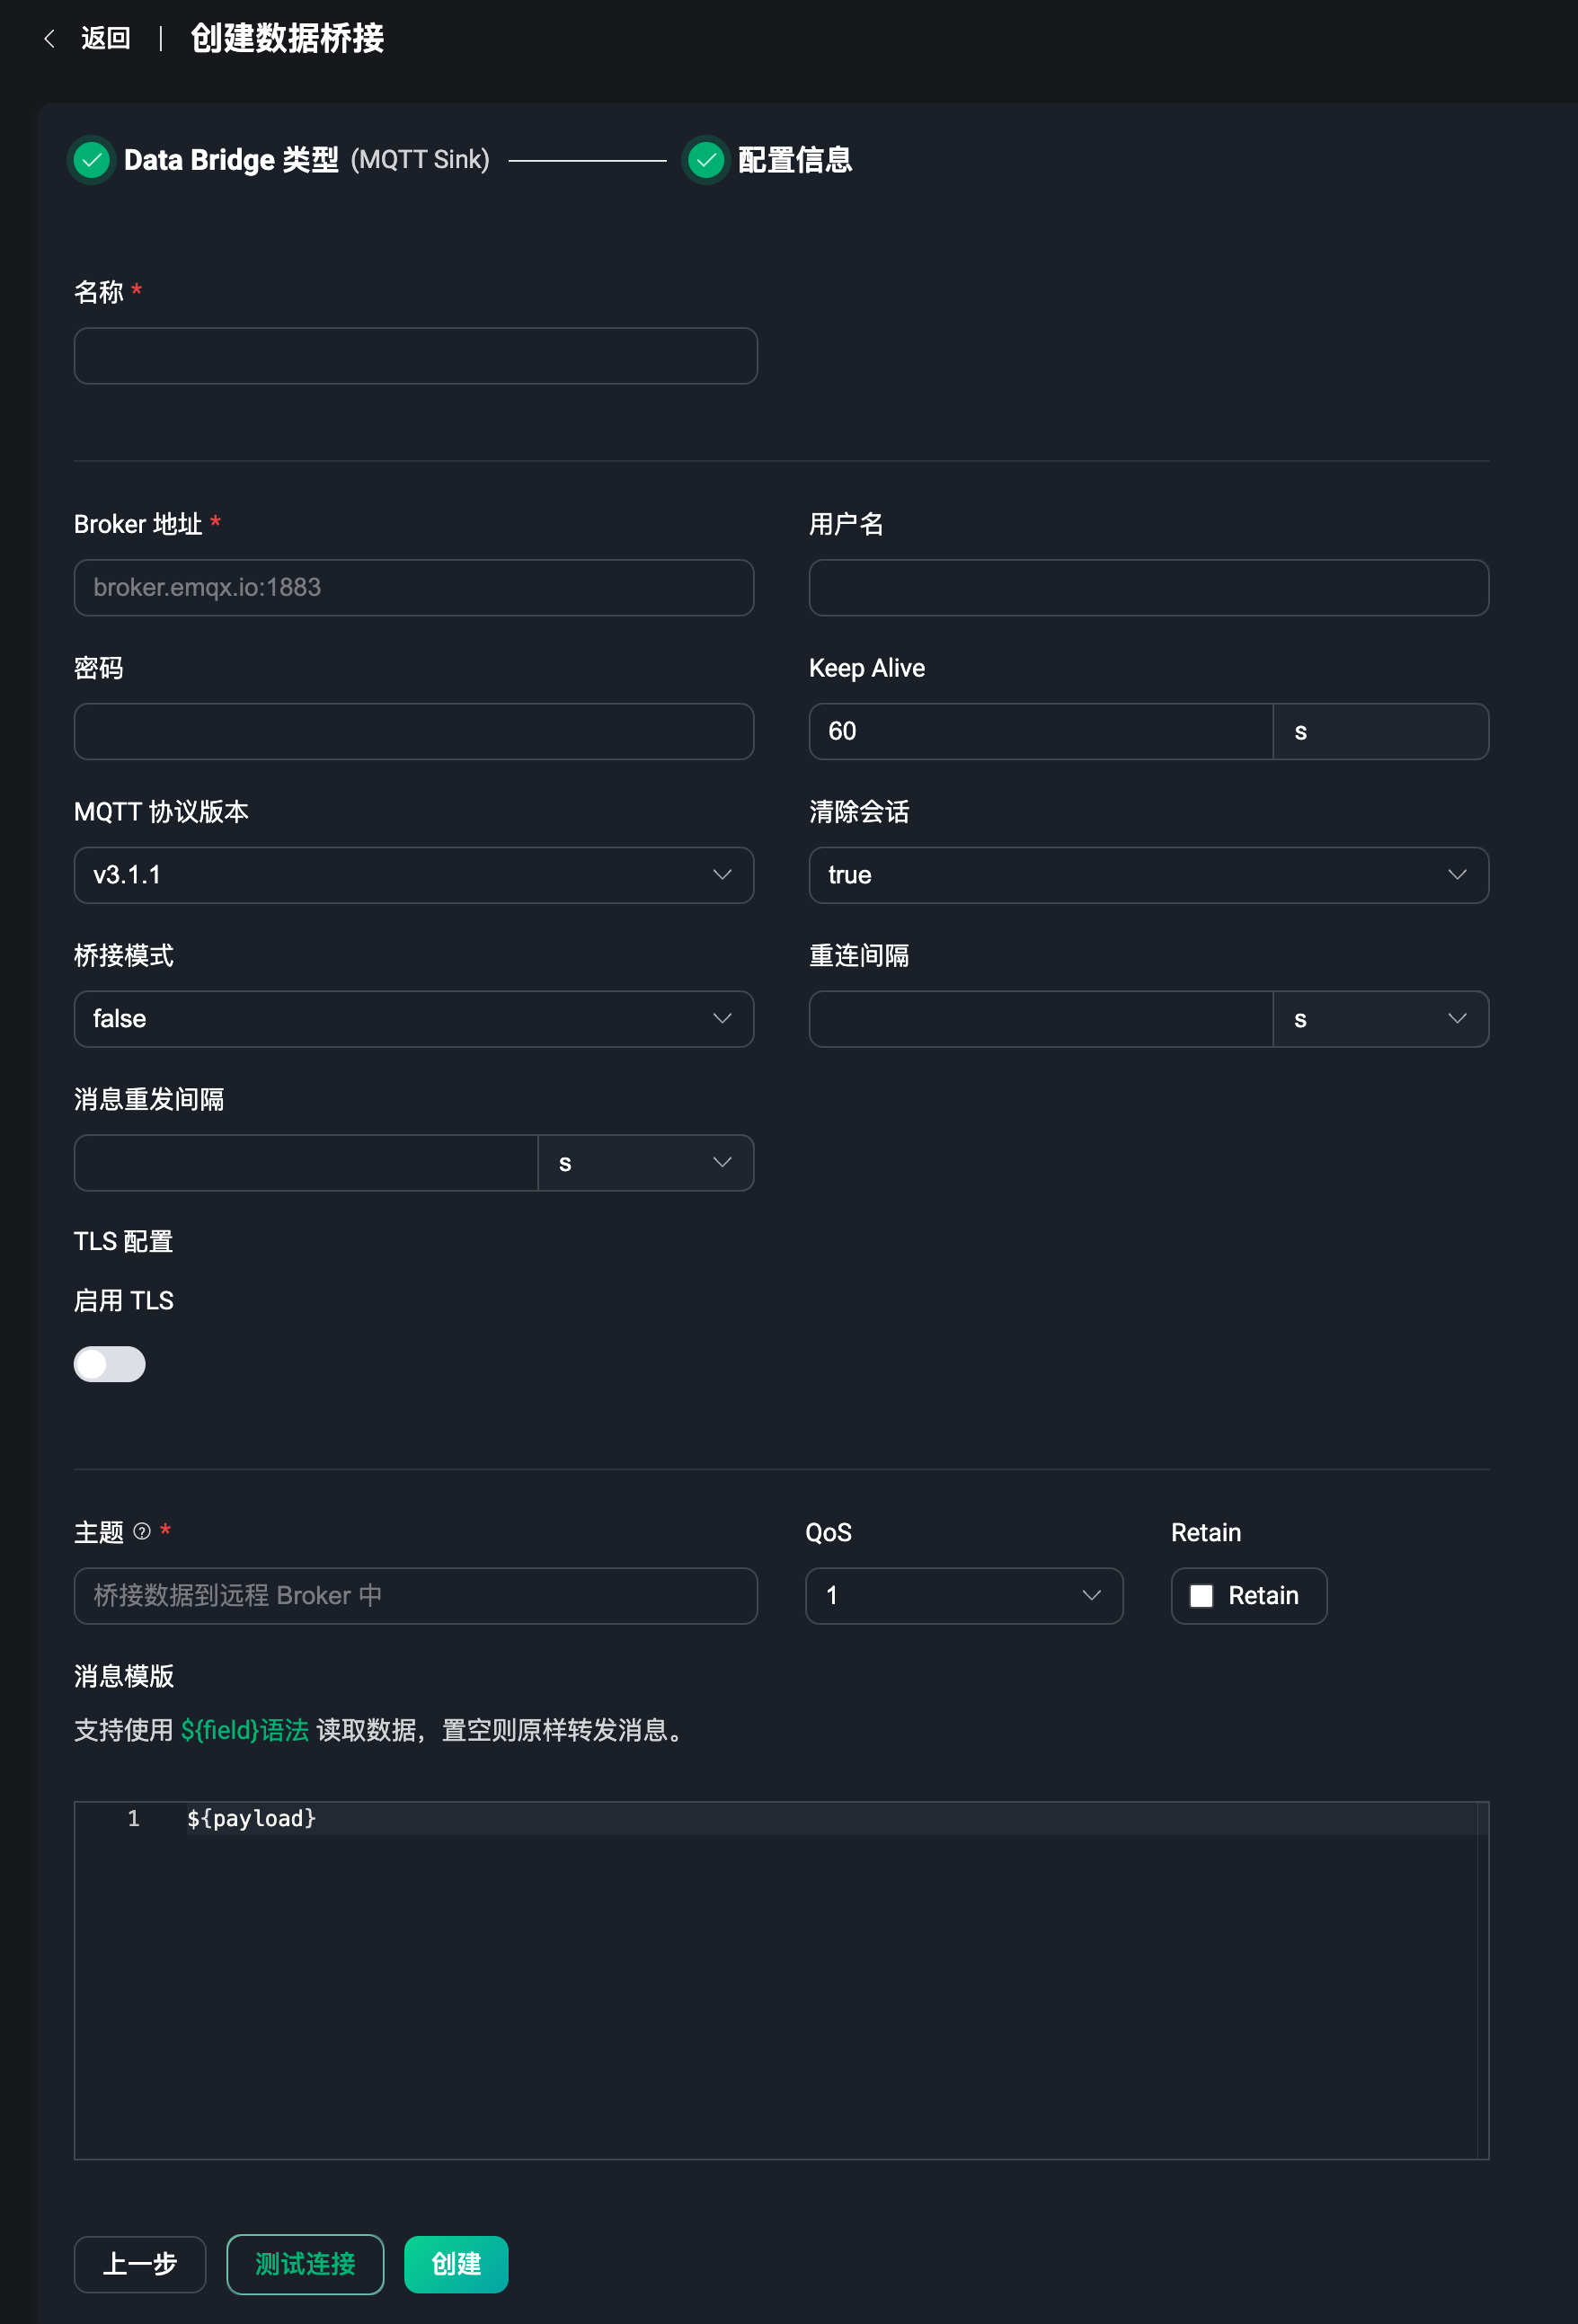 返回 | 创建数据桥接
Data Bridge 类型 (MQTT Sink) 配置信息
名称 *
Broker 地址 * 用户名
broker.emqx.io:1883
密码 Keep Alive
60 s
MQTT 协议版本 清除会话
v3.1.1 true
桥接模式 重连间隔
false s
消息重发间隔
s
TLS 配置
启用 TLS
主题 * QoS Retain
桥接数据到远程 Broker 中 1 Retain
消息模版
支持使用 ${field}语法 读取数据，置空则原样转发消息。
1 ${payload}
上一步 测试连接 创建